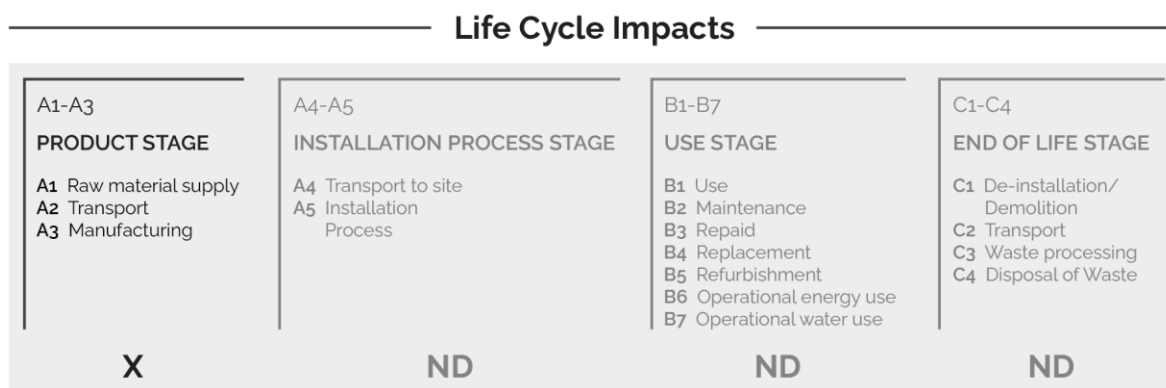 Life Cycle Impacts
A1-A3
PRODUCT STAGE
A1 Raw material supply
A2 Transport
A3 Manufacturing
X
A4-A5
INSTALLATION PROCESS STAGE
A4 Transport to site
A5 Installation
Process
ND
B1-B7
USE STAGE
B1 Use
B2 Maintenance
B3 Repaid
B4 Replacement
B5 Refurbishment
B6 Operational energy use
B7 Operational water use
ND
C1-C4
END OF LIFE STAGE
C1 De-installation/
Demolition
C2 Transport
C3 Waste processing
C4 Disposal of Waste
ND